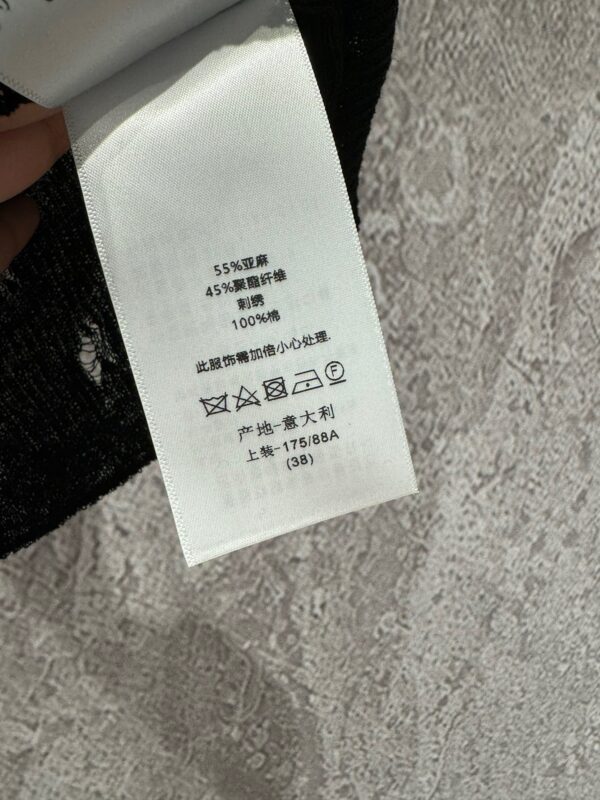 55%亚麻
45%聚酯纤维
刺绣
100%棉
此服饰需加倍小心处理.
F
产地-意大利
上装-175/88A
(38)